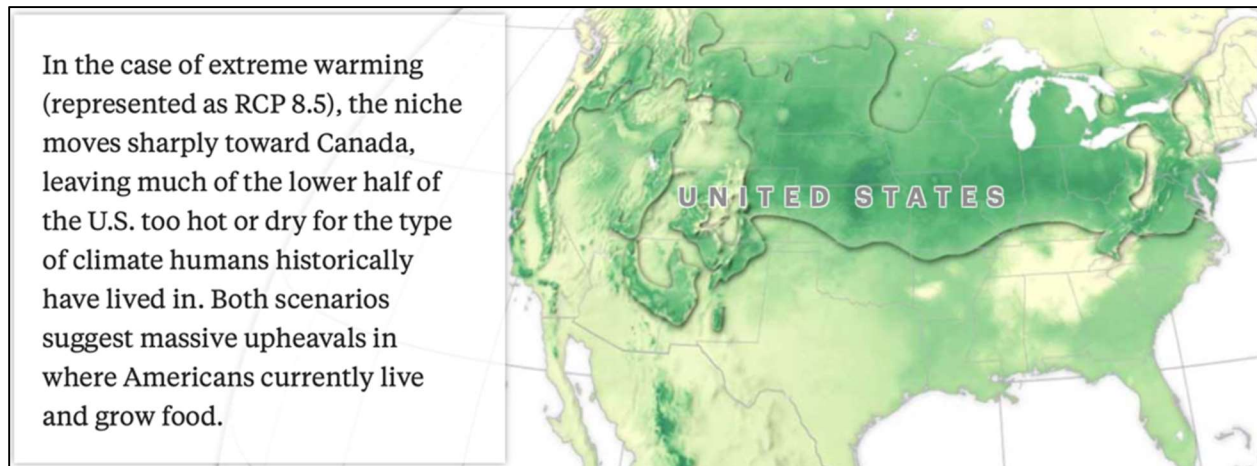 In the case of extreme warming
(represented as RCP 8.5), the niche
moves sharply toward Canada,
leaving much of the lower half of
the U.S. too hot or dry for the type
of climate humans historically
have lived in. Both scenarios
suggest massive upheavals in
where Americans currently live
and grow food.
UNITED STATES